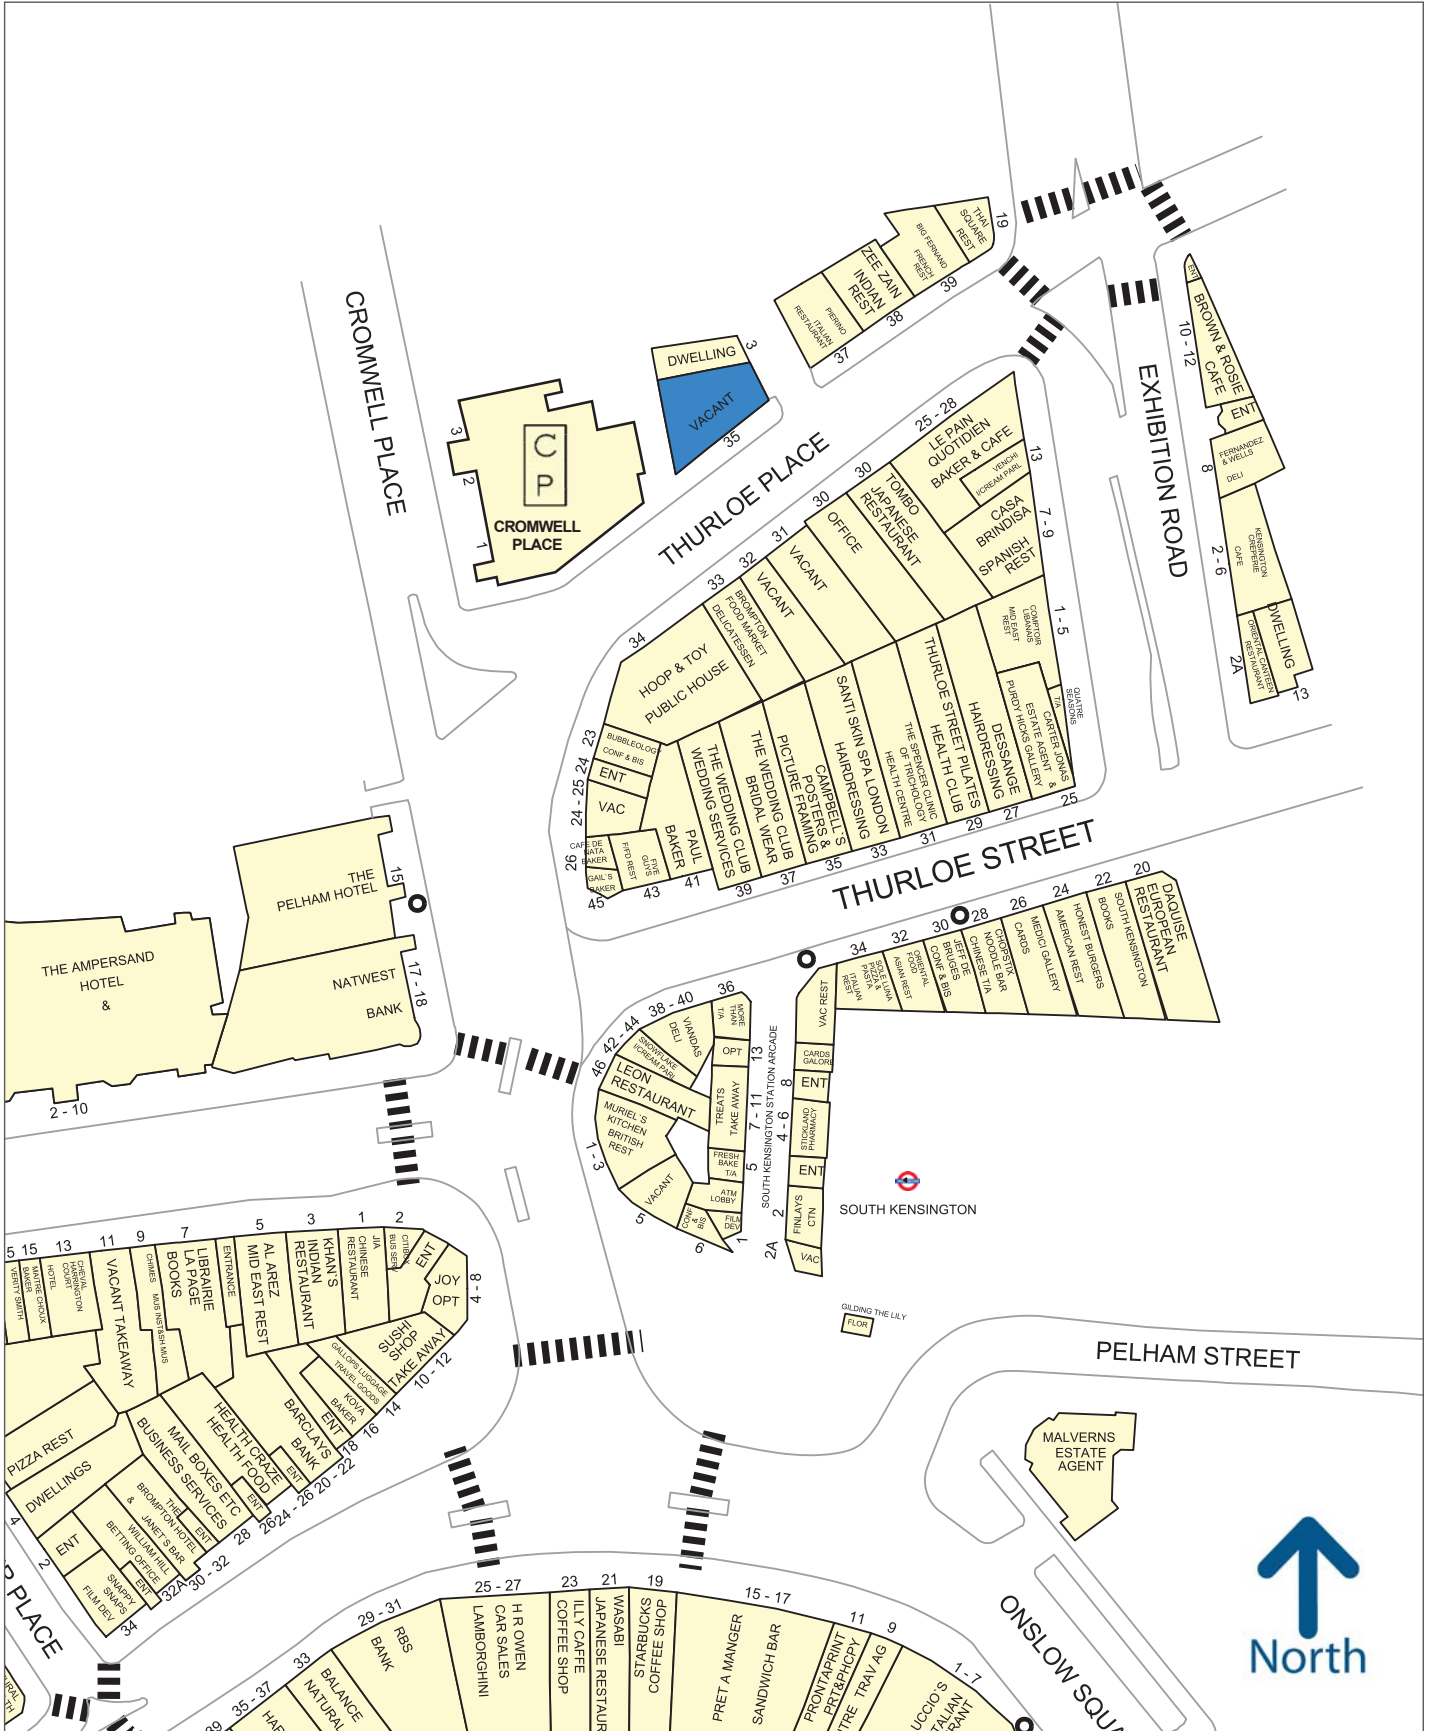 19
THAI
SQUARE
REST
BIG FERNAND
FRENCH
REST
39
ZEE ZAIN
INDIAN
REST
38
PIERINO
ITALIAN
RESTAURANT
37
ENT
BROWN & ROSIE
CAFE
10 - 12
ENT
FERNANDEZ
& WELLS
DELI
8
KENSINGTON
CREPERIE
CAFE
2 - 6
DWELLING
ORIENTAL CANTEEN
RESTAURANT
2A
13
EXHIBITION ROAD
CROMWELL PLACE
DWELLING
3
VACANT
35
C
P
CROMWELL
PLACE
3
2
1
THURLOE PLACE
25 - 28
LE PAIN
QUOTIDIEN
BAKER & CAFE
VENCHI
I/CREAM PARL
13
CASA
BRINDISA
SPANISH
REST
7 - 9
30
TOMBO
JAPANESE
RESTAURANT
30
OFFICE
31
VACANT
32
VACANT
33
BROMPTON
FOOD MARKET
DELICATESSEN
34
HOOP & TOY
PUBLIC HOUSE
COMPTOIR
LIBANAIS
MID EAST
REST
1 - 5
QUATRE
SEASONS
T/A
CARTER JONAS
ESTATE AGENT &
PURDY HICKS GALLERY
25
DESSANGE
HAIRDRESSING
27
THURLOE STREET PILATES
HEALTH CLUB
29
THE SPENCER CLINIC
OF TRICHOLOGY
HEALTH CENTRE
31
SANTI SKIN SPA LONDON
HAIRDRESSING
33
CAMPBELL`S
POSTERS &
PICTURE FRAMING
35
THE WEDDING CLUB
BRIDAL WEAR
37
THE WEDDING CLUB
WEDDING SERVICES
39
PAUL
BAKER
41
FIVE
GUYS
F/FD REST
43
23
BUBBLEOLOGY
CONF & BIS
24
ENT
24 - 25
VAC
26
CAFE DE
NATA
BAKER
GAIL`S
BAKER
45
THURLOE STREET
THE
PELHAM HOTEL
15
NATWEST
BANK
17 - 18
THE AMPERSAND
HOTEL
&
2 - 10
20
DAQUISE
EUROPEAN
RESTAURANT
22
SOUTH KENSINGTON
BOOKS
24
HONEST BURGERS
AMERICAN REST
26
MEDICI GALLERY
CARDS
28
CHOPSTIX
NOODLE BAR
CHINESE T/A
30
JEFF DE
BRUGES
CONF & BIS
32
ORIENTAL
FOOD
ASIAN REST
34
SOLE LUNA
PIZZA &
PASTA
ITALIAN
REST
VAC REST
CARDS
GALORE
ENT
8
STICKLAND
PHARMACY
4 - 6
ENT
FINLAYS
CTN
2
VAC
2A
SOUTH KENSINGTON STATION ARCADE
36
MORE
THAN
T/A
OPT
13
TREATS
TAKE AWAY
7 - 11
FRESH
BAKE
T/A
5
ATM
LOBBY
FILM
DEV
1
CONF
&
BIS
6
VACANT
5
MURIEL`S
KITCHEN
BRITISH
REST
1 - 3
LEON
RESTAURANT
46
SNOWFLAKE
I/CREAM PARL
42 - 44
VIANDAS
DELI
38 - 40
SOUTH KENSINGTON
GILDING THE LILY
FLOR
PELHAM STREET
MALVERNS
ESTATE
AGENT
ONSLOW SQUA
North
5
VERITY SMITH
15
MAITRE CHOUX
BAKER
13
CHEVAL
HARRINGTON
COURT
HOTEL
11
VACANT TAKEAWAY
9
CHIMES
MUS INST&SH MUS
7
LIBRAIRIE
LA PAGE
BOOKS
ENTRANCE
5
AL AREZ
MID EAST REST
3
KHAN'S
INDIAN
RESTAURANT
1
JIA
CHINESE
RESTAURANT
2
CITIBOX
BUS SERV
ENT
JOY
OPT
4 - 8
SUSHI
SHOP
TAKE AWAY
10 - 12
GALLOPS LUGGAGE
TRAVEL GOODS
14
KOVA
BAKER
16
ENT
18
BARCLAYS
BANK
20 - 22
ENT
24 - 26
HEALTH CRAZE
HEALTH FOOD
26
ENT
28
MAIL BOXES ETC
BUSINESS SERVICES
ENT
30 - 32
THE
BROMPTON HOTEL
&
JANET'S BAR
WILLIAM HILL
BETTING OFFICE
32A
ENT
SNAPPY
SNAPS
FILM DEV
34
ENT
2
DWELLINGS
4
PIZZA REST
R PLACE
URAL
TH
39
35 - 37
HAR
33
BALANCE
NATURAL
29 - 31
RBS
BANK
25 - 27
H R OWEN
CAR SALES
LAMBORGHINI
23
ILLY CAFFE
COFFEE SHOP
21
WASABI
JAPANESE RESTAUR
19
STARBUCKS
COFFEE SHOP
15 - 17
PRET A MANGER
SANDWICH BAR
11
PRONTAPRINT
PRT&PHCPY
9
TRAV AG
TRE
1 - 7
UCCIO`S
TALIAN
RANT